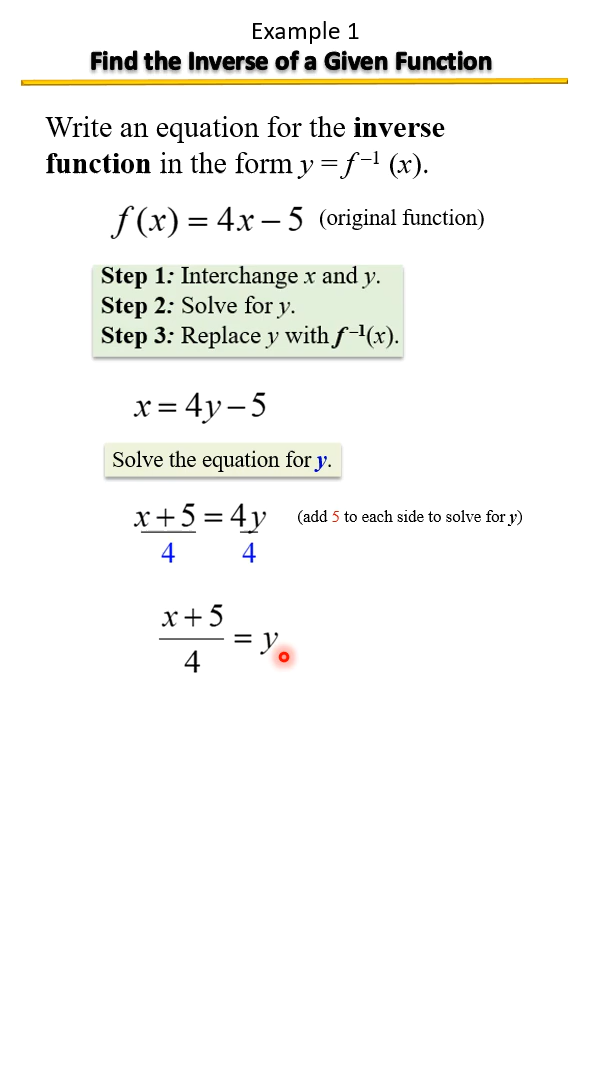 Example 1
Find the Inverse of a Given Function
Write an equation for the inverse
function in the form y = f⁻¹ (x).
f(x) = 4x − 5 (original function)
Step 1: Interchange x and y.
Step 2: Solve for y.
Step 3: Replace y with f⁻¹(x).
x = 4y − 5
Solve the equation for y.
x + 5 = 4y (add 5 to each side to solve for y)
4 4
x + 5
= y
4